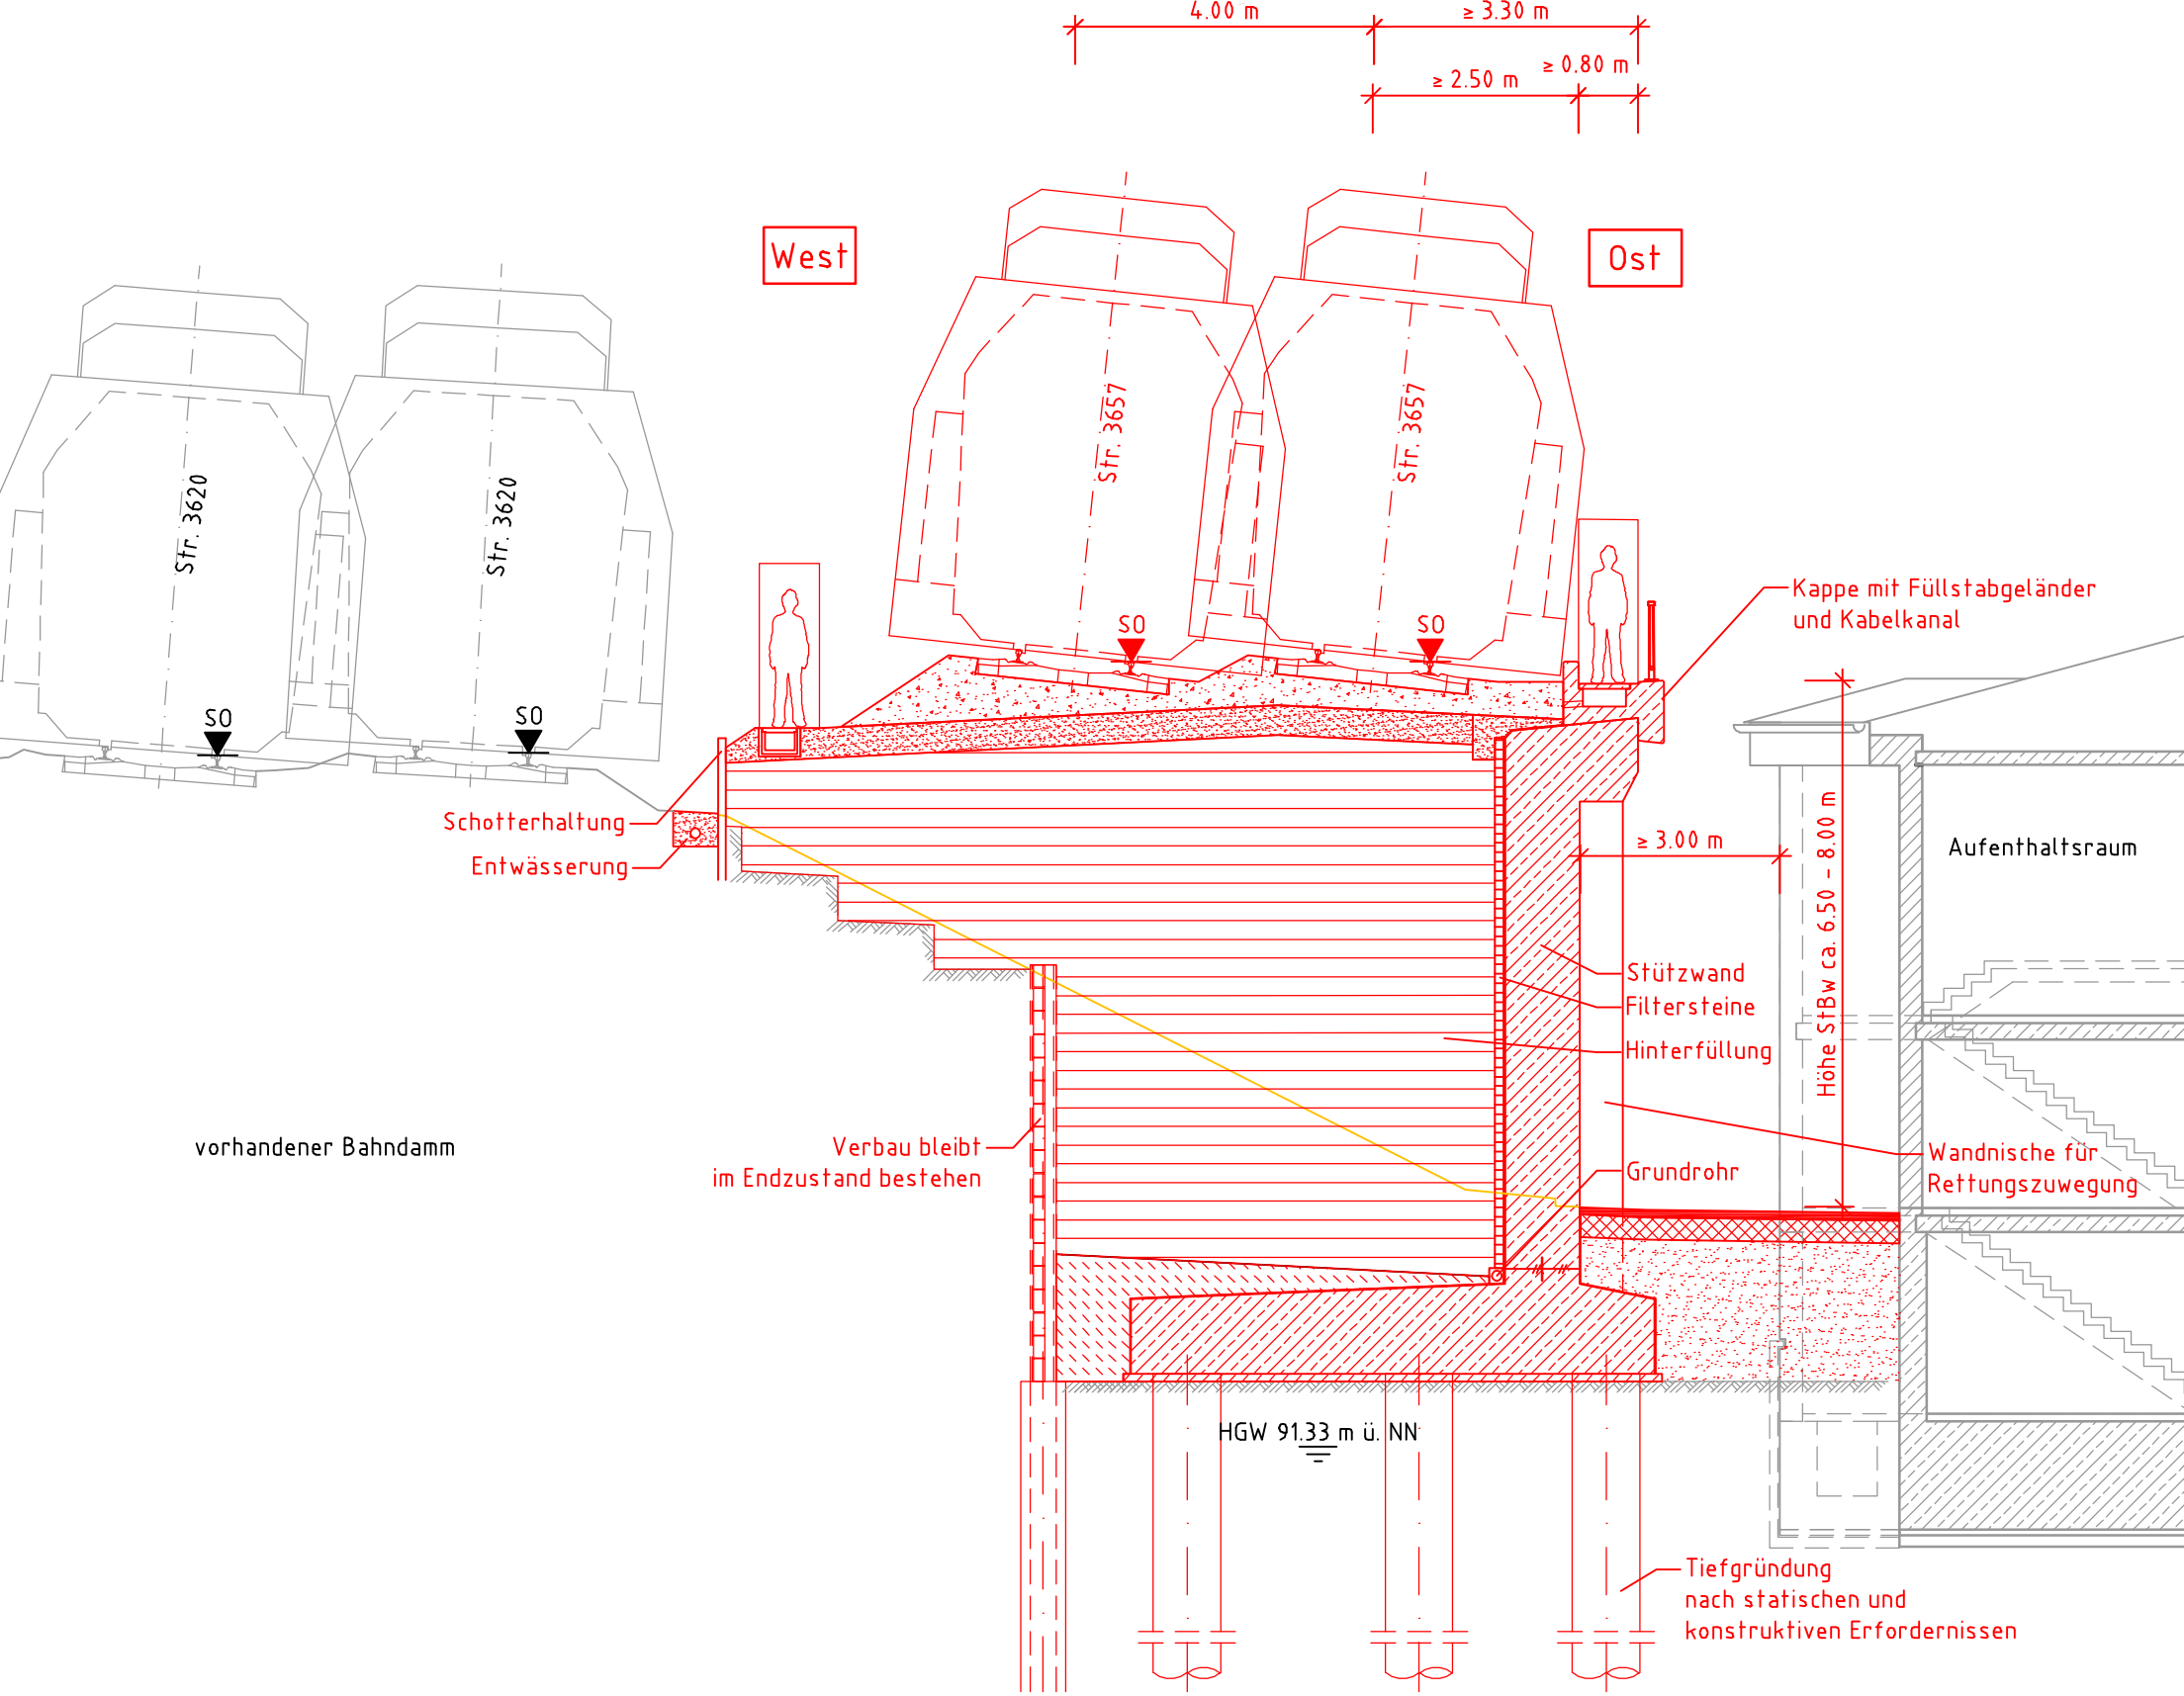 4.00 m
≥ 3.30 m
≥ 2.50 m
≥ 0.80 m
West
Ost
Str. 3620
Str. 3620
Str. 3657
Str. 3657
SO
SO
SO
SO
Kappe mit Füllstabgeländer
und Kabelkanal
Schotterhaltung
Entwässerung
≥ 3.00 m
Höhe StBw ca. 6.50 - 8.00 m
Aufenthaltsraum
Stützwand
Filtersteine
Hinterfüllung
vorhandener Bahndamm
Verbau bleibt
im Endzustand bestehen
Grundrohr
Wandnische für
Rettungszuwegung
HGW 91.33 m ü. NN
Tiefgründung
nach statischen und
konstruktiven Erfordernissen